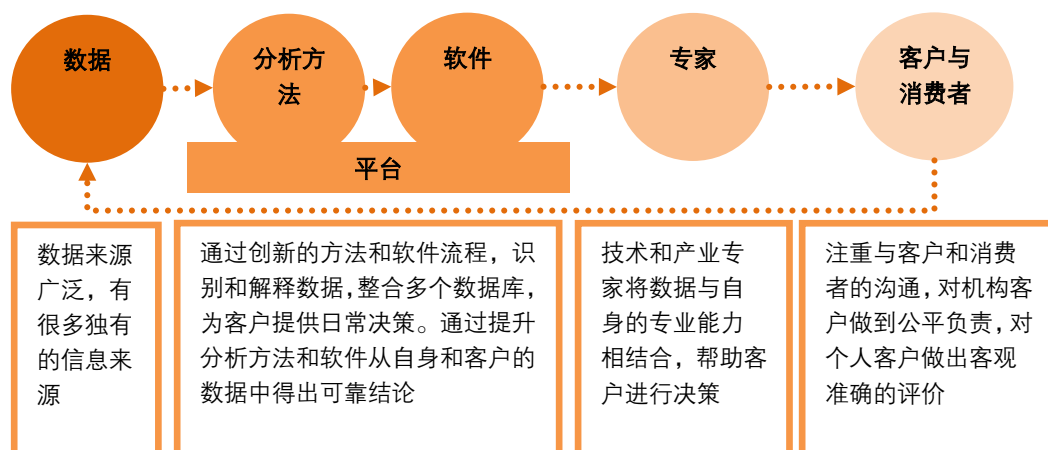 数据
分析方
法
软件
专家
客户与
消费者
平台
数据来源
广泛，有
很多独有
的信息来
源
通过创新的方法和软件流程，识
别和解释数据，整合多个数据库，
为客户提供日常决策。通过提升
分析方法和软件从自身和客户的
数据中得出可靠结论
技术和产业专
家将数据与自
身的专业能力
相结合，帮助客
户进行决策
注重与客户和消费
者的沟通，对机构客
户做到公平负责，对
个人客户做出客观
准确的评价